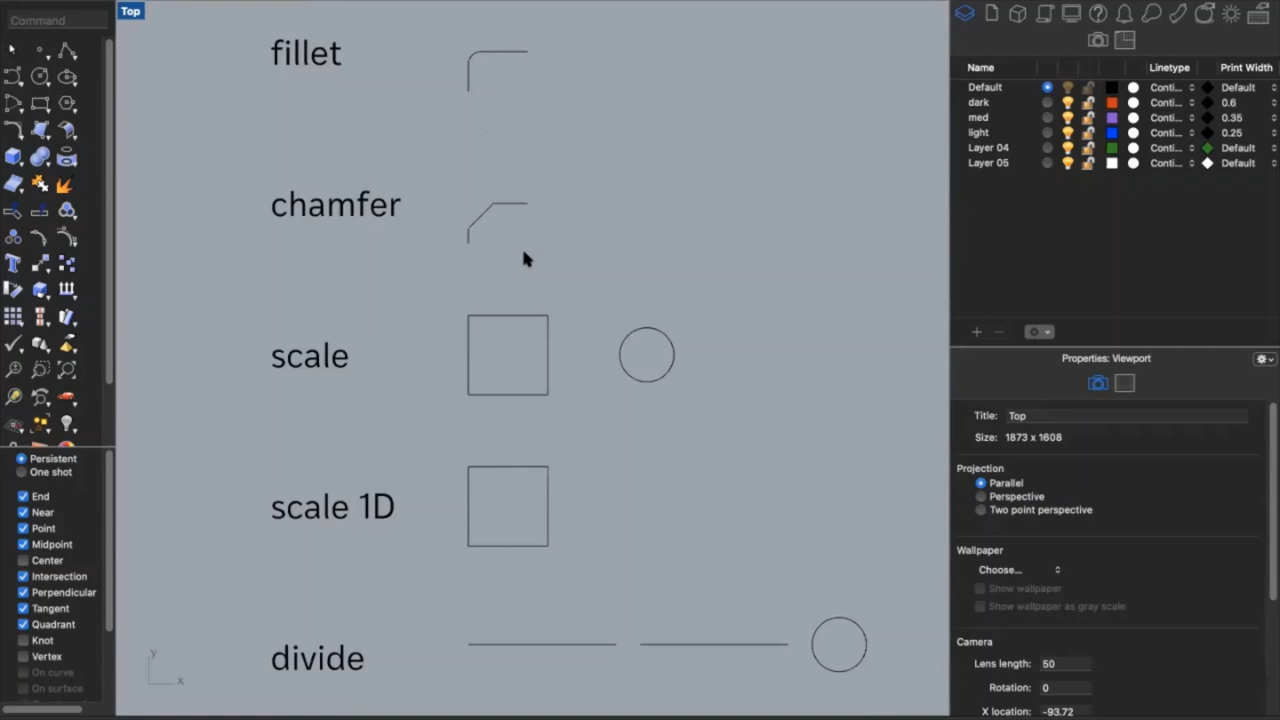 Command
Top
fillet
chamfer
scale
scale 1D
divide
y
x
Persistent
One shot
End
Near
Point
Midpoint
Center
Intersection
Perpendicular
Tangent
Quadrant
Knot
Vertex
On curve
On surface
Name Linetype Print Width
Default Conti... Default
dark Conti... 0.6
med Conti... 0.35
light Conti... 0.25
Layer 04 Conti... Default
Layer 05 Conti... Default
Properties: Viewport
Title: Top
Size: 1873 x 1608
Projection
Parallel
Perspective
Two point perspective
Wallpaper
Choose...
Show wallpaper
Show wallpaper as gray scale
Camera
Lens length: 50
Rotation: 0
X location: -93.72